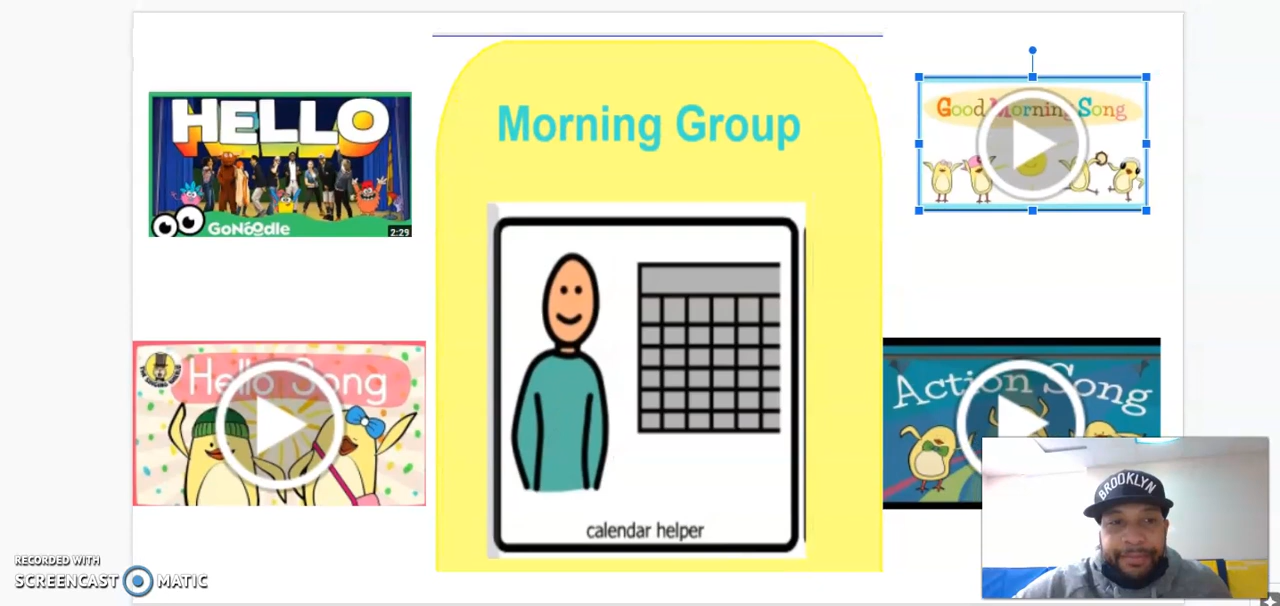 HELLO
GoNoodle
2:29
Morning Group
Good Morning Song
Hello Song
Action Song
calendar helper
BROOKLYN
RECORDED WITH
SCREENCAST MATIC